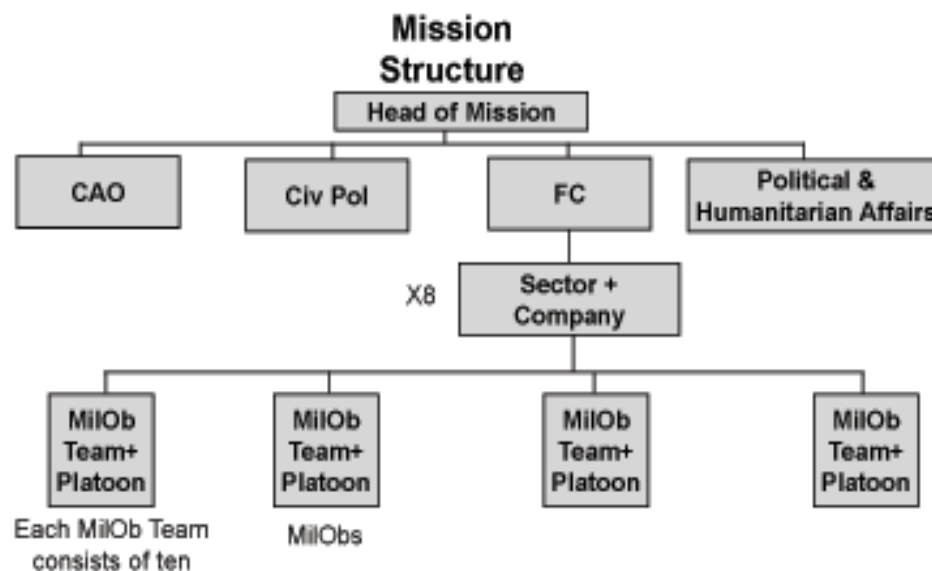 Mission
Structure
Head of Mission
CAO
Civ Pol
FC
Political &
Humanitarian Affairs
X8
Sector +
Company
MilOb
Team+
Platoon
MilOb
Team+
Platoon
MilOb
Team+
Platoon
MilOb
Team+
Platoon
Each MilOb Team
consists of ten
MilObs